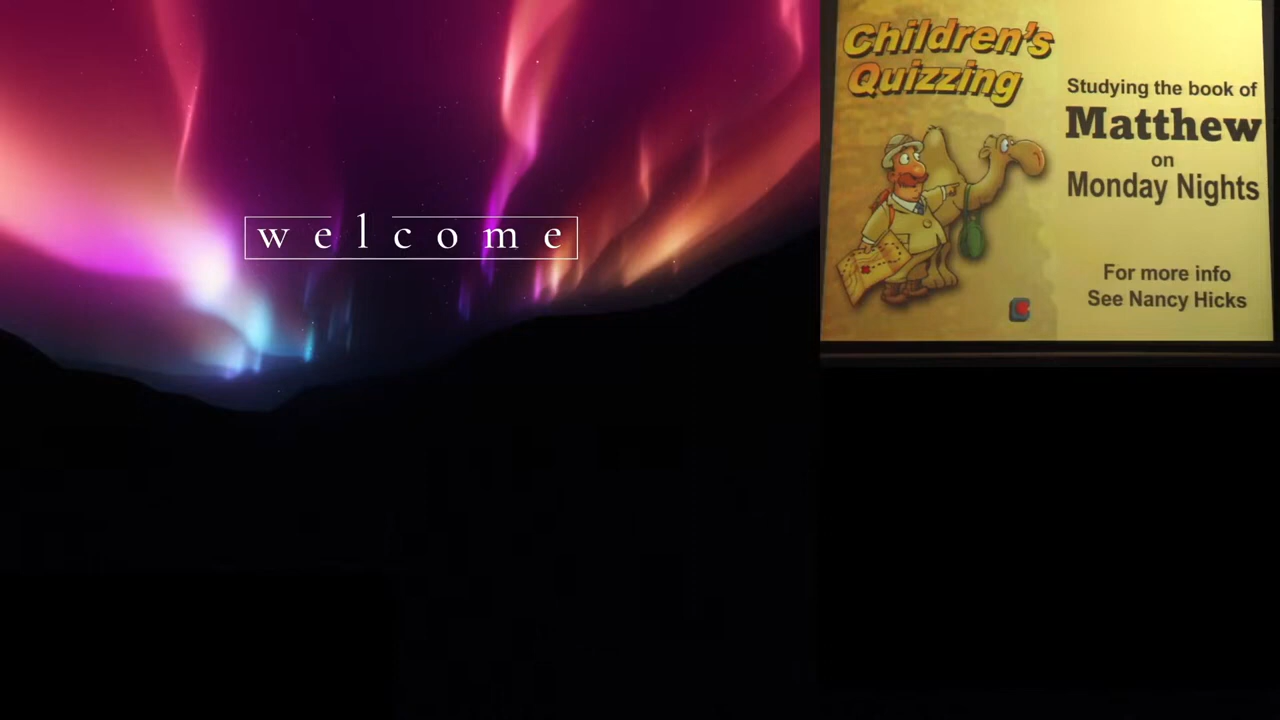 welcome
Children's
Quizzing
Studying the book of
Matthew
on
Monday Nights
For more info
See Nancy Hicks